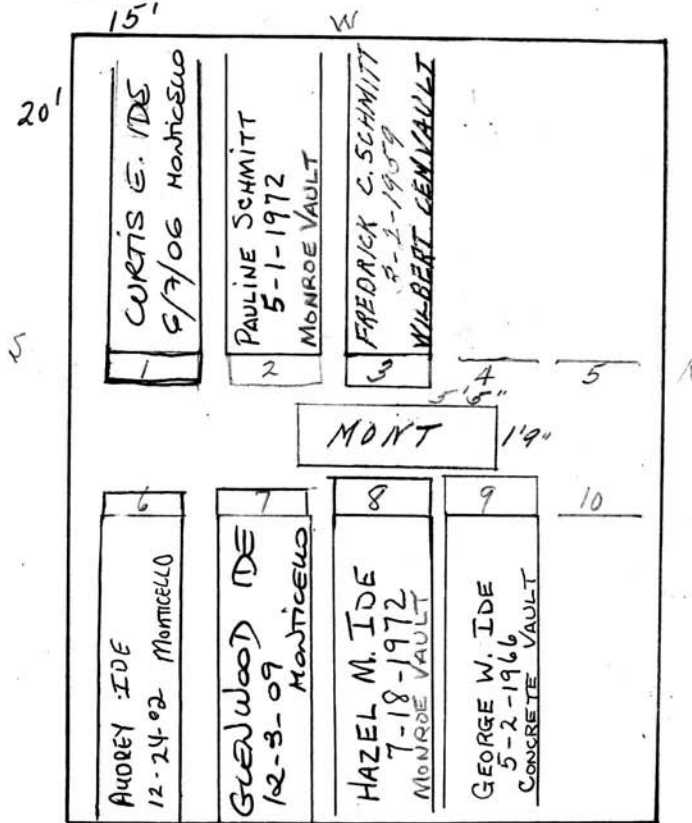 15'
W
20'
CURTIS E. IDE
6/7/06 MONTICELLO
1
PAULINE SCHMITT
5-1-1972
MONROE VAULT
2
FREDRICK C. SCHMITT
1959
WILBERT CEM VAULT
3
4
5
S
N
5'5"
MONT
1'9"
6
AUDREY IDE
12-24-02 MONTICELLO
7
GLENWOOD IDE
12-3-09
MONTICELLO
8
HAZEL M. IDE
7-18-1972
MONROE VAULT
9
GEORGE W. IDE
5-2-1966
CONCRETE VAULT
10